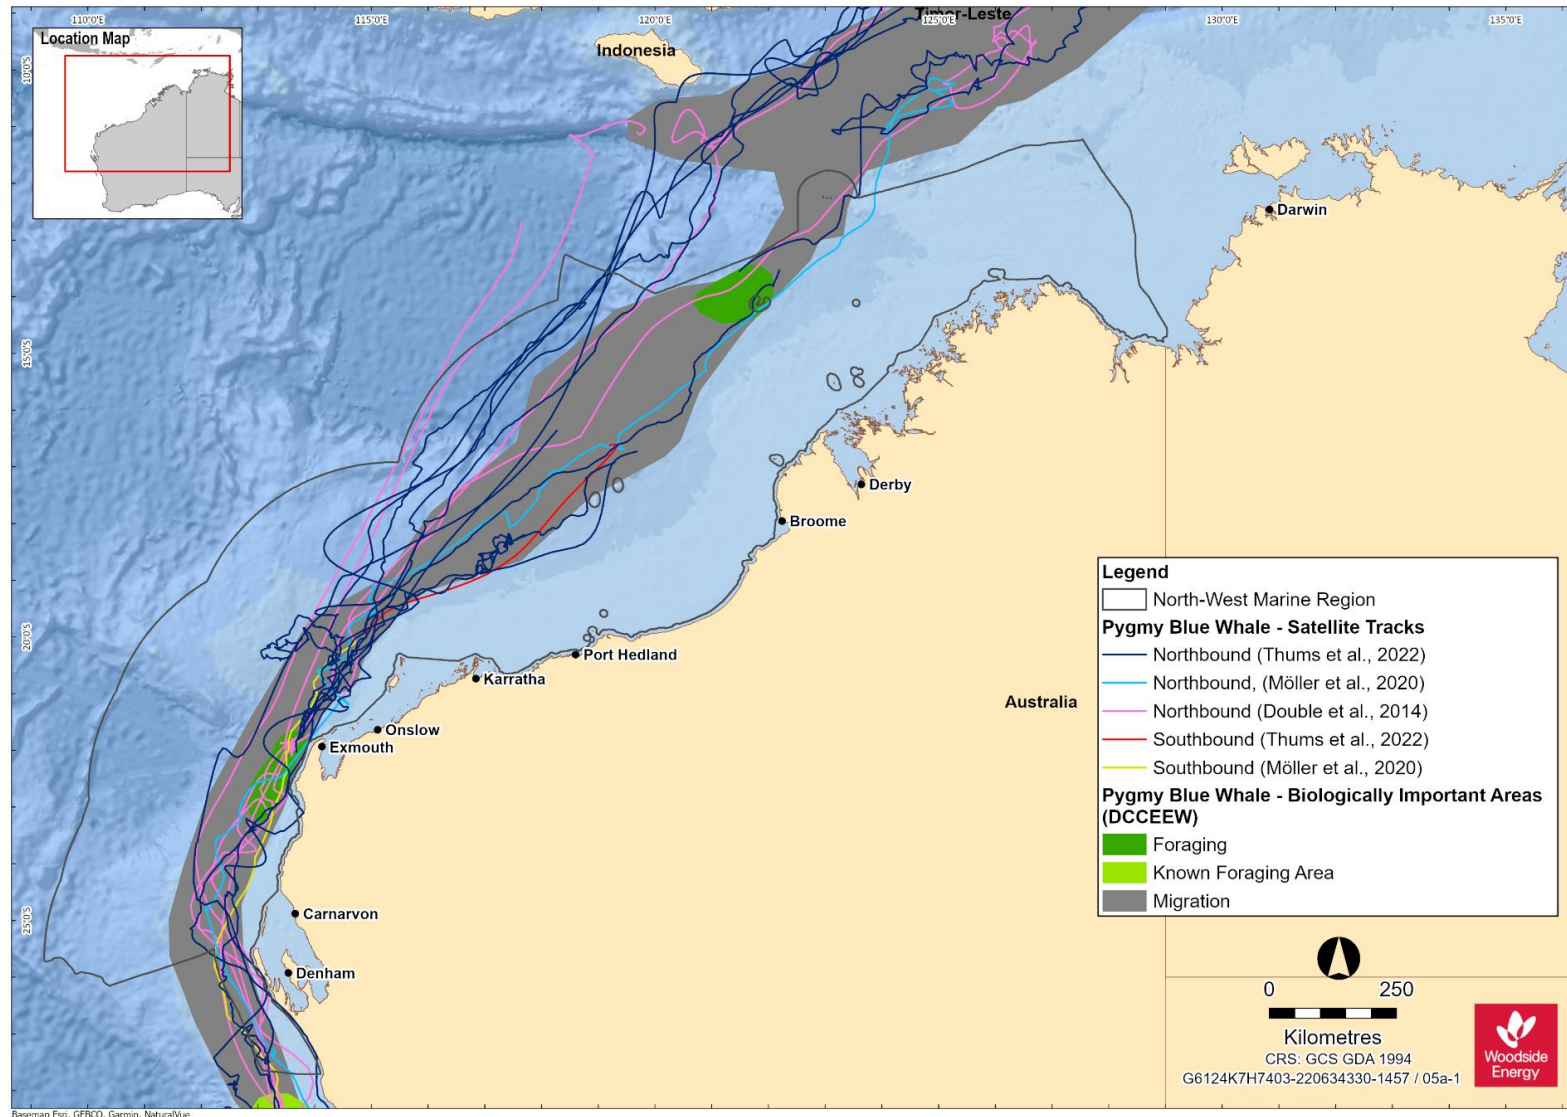 110°0'E
115°0'E
120°0'E
125°0'E
130°0'E
135°0'E
Location Map
Timor-Leste
Indonesia
10°0'S
Darwin
15°0'S
Derby
Broome
20°0'S
Port Hedland
Karratha
Australia
Onslow
Exmouth
25°0'S
Carnarvon
Denham
Legend
North-West Marine Region
Pygmy Blue Whale - Satellite Tracks
Northbound (Thums et al., 2022)
Northbound, (Möller et al., 2020)
Northbound (Double et al., 2014)
Southbound (Thums et al., 2022)
Southbound (Möller et al., 2020)
Pygmy Blue Whale - Biologically Important Areas
(DCCEEW)
Foraging
Known Foraging Area
Migration
0 250
Kilometres
CRS: GCS GDA 1994
G6124K7H7403-220634330-1457 / 05a-1
Woodside
Energy
Basemap Esri, GEBCO, Garmin, NaturalVue